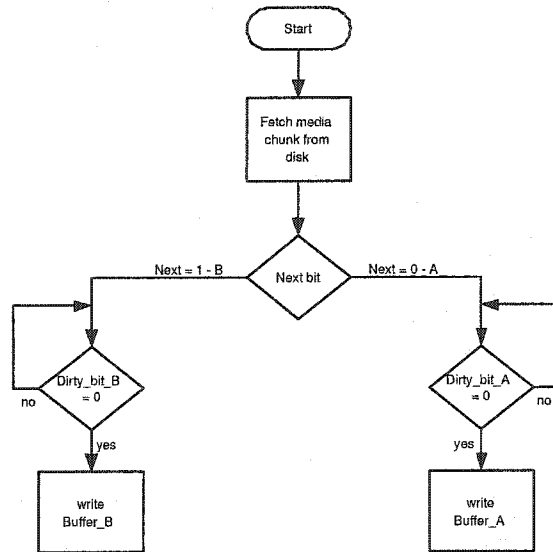 Start
Fetch media
chunk from
disk
Next = 1 - B
Next bit
Next = 0 - A
Dirty_bit_B
= 0
no
yes
write
Buffer_B
Dirty_bit_A
= 0
no
yes
write
Buffer_A